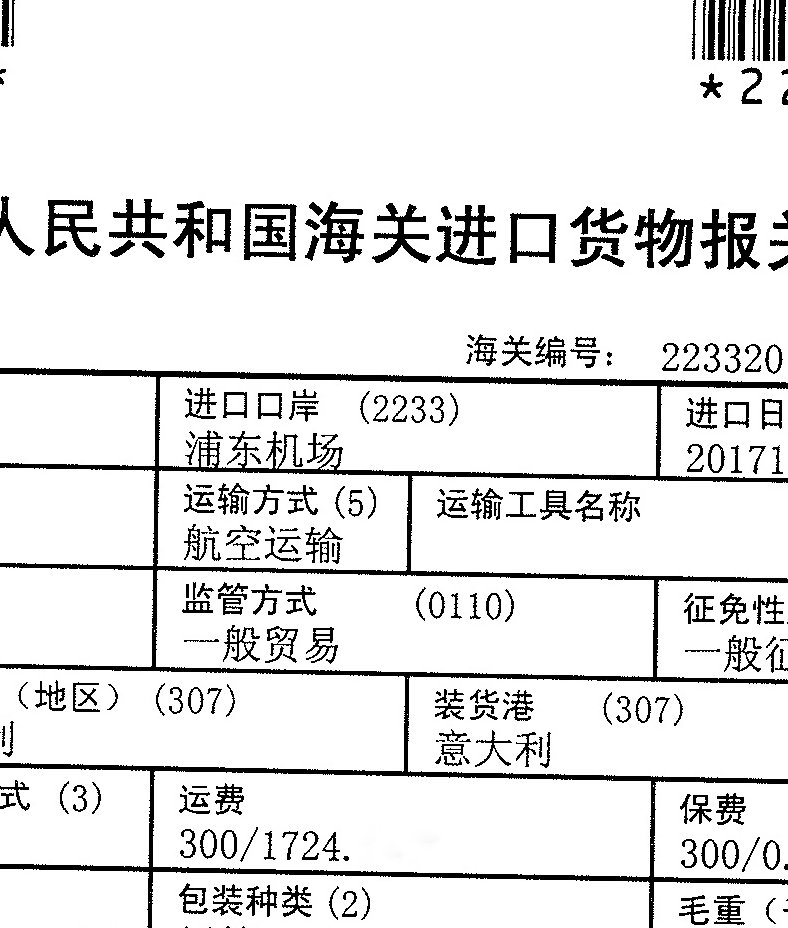 *22
人民共和国海关进口货物报关
海关编号: 223320
进口口岸 (2233) 进口日
浦东机场 20171
运输方式 (5) 运输工具名称
航空运输
监管方式 (0110) 征免性
一般贸易 一般征
(地区) (307) 装货港 (307)
利 意大利
式 (3) 运费 保费
300/1724. 300/0.
包装种类 (2) 毛重 (